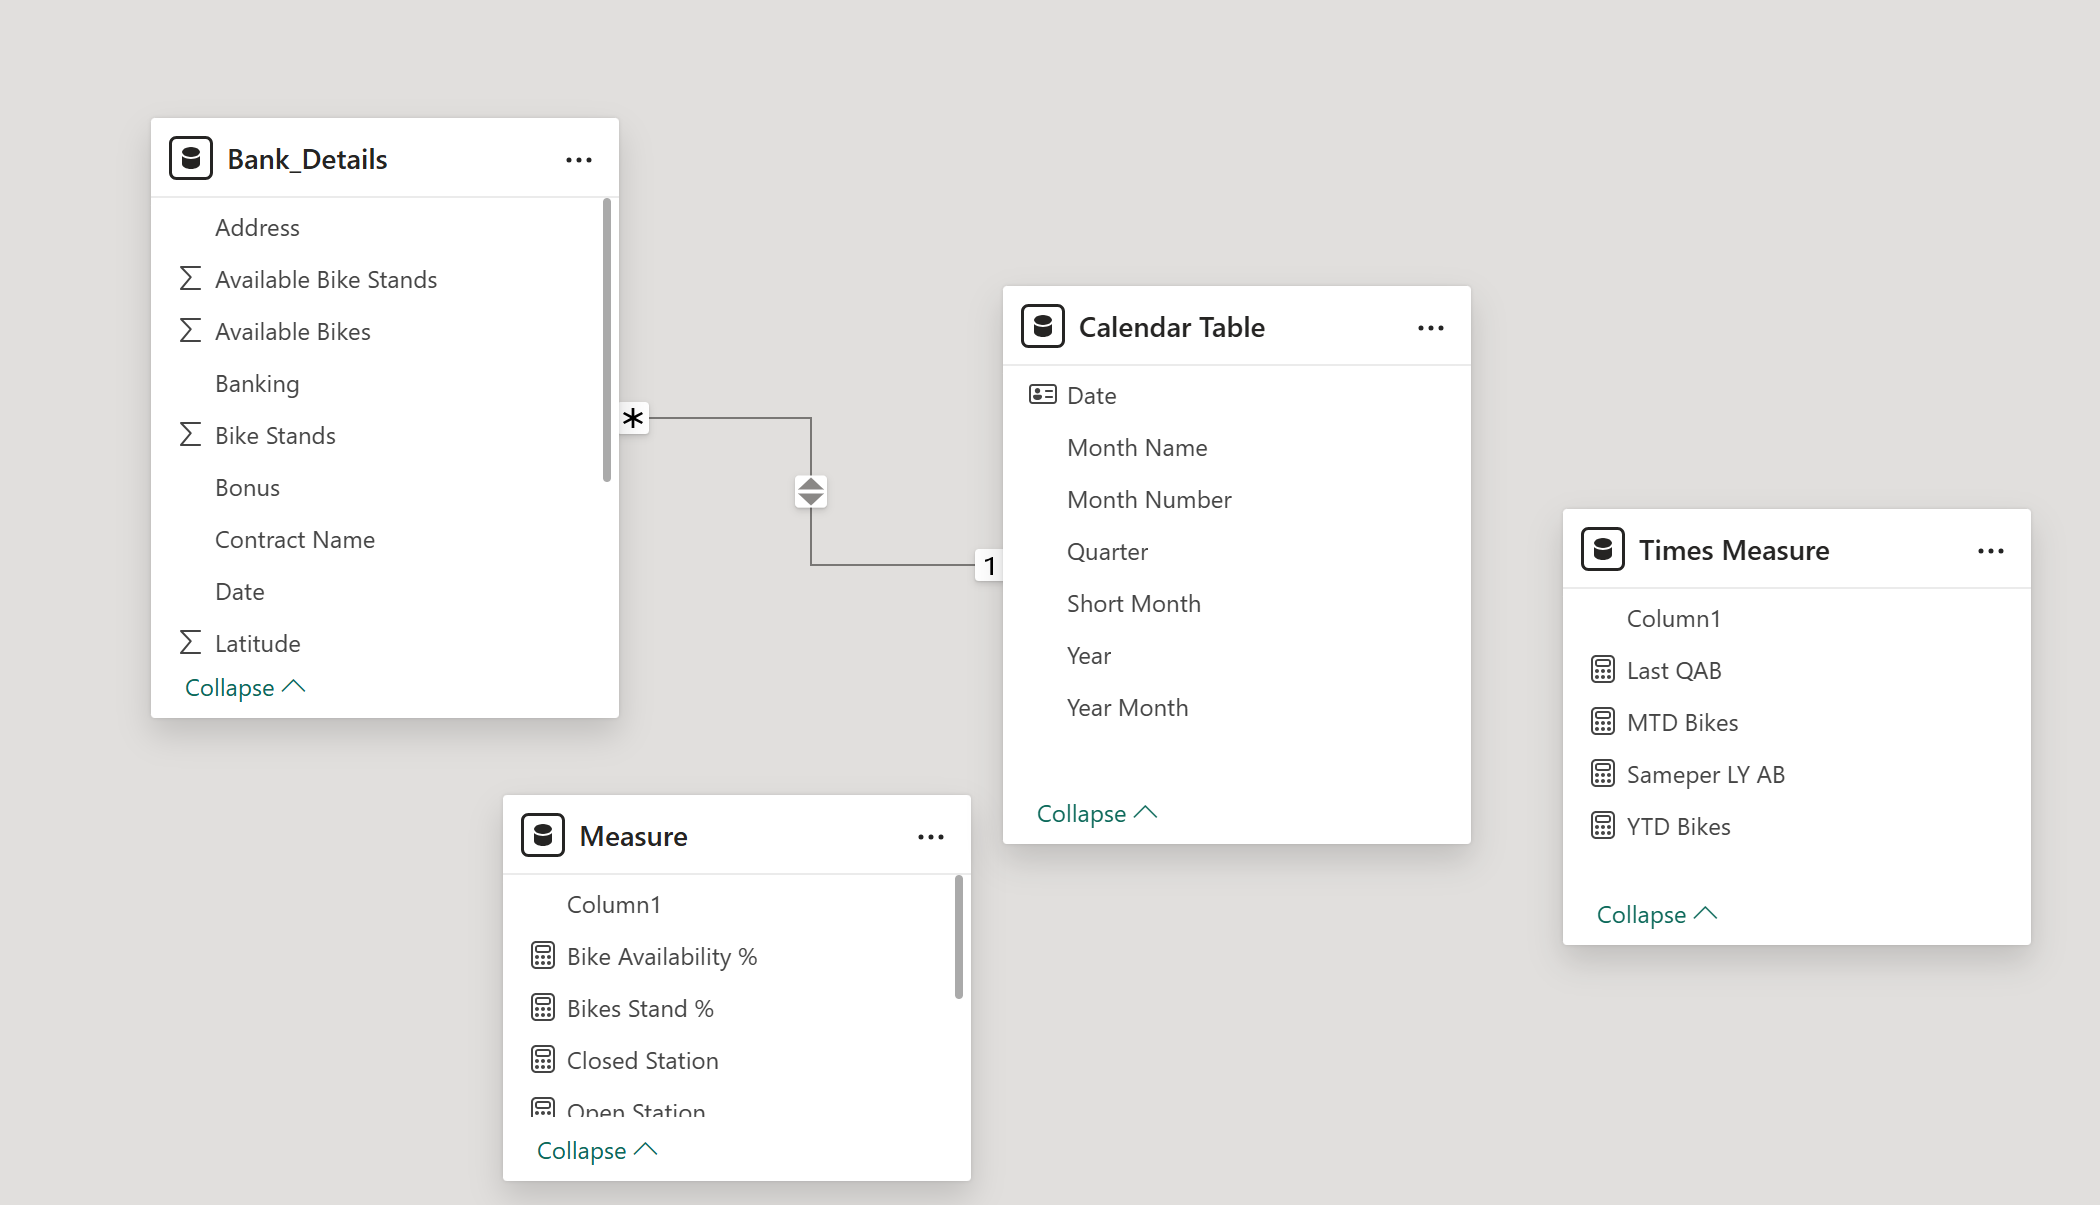 Bank_Details
Address
Available Bike Stands
Available Bikes
Banking
Bike Stands
Bonus
Contract Name
Date
Latitude
Collapse
*
1
Calendar Table
Date
Month Name
Month Number
Quarter
Short Month
Year
Year Month
Collapse
Times Measure
Column1
Last QAB
MTD Bikes
Sameper LY AB
YTD Bikes
Collapse
Measure
Column1
Bike Availability %
Bikes Stand %
Closed Station
Open Station
Collapse